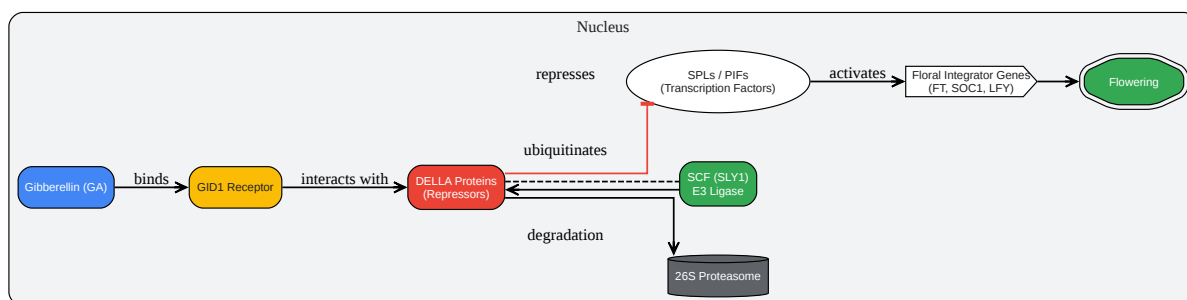 Nucleus
represses
SPLs / PIFs
(Transcription Factors)
activates
Floral Integrator Genes
(FT, SOC1, LFY)
Flowering
ubiquitinates
Gibberellin (GA)
binds
GID1 Receptor
interacts with
DELLA Proteins
(Repressors)
SCF (SLY1)
E3 Ligase
degradation
26S Proteasome